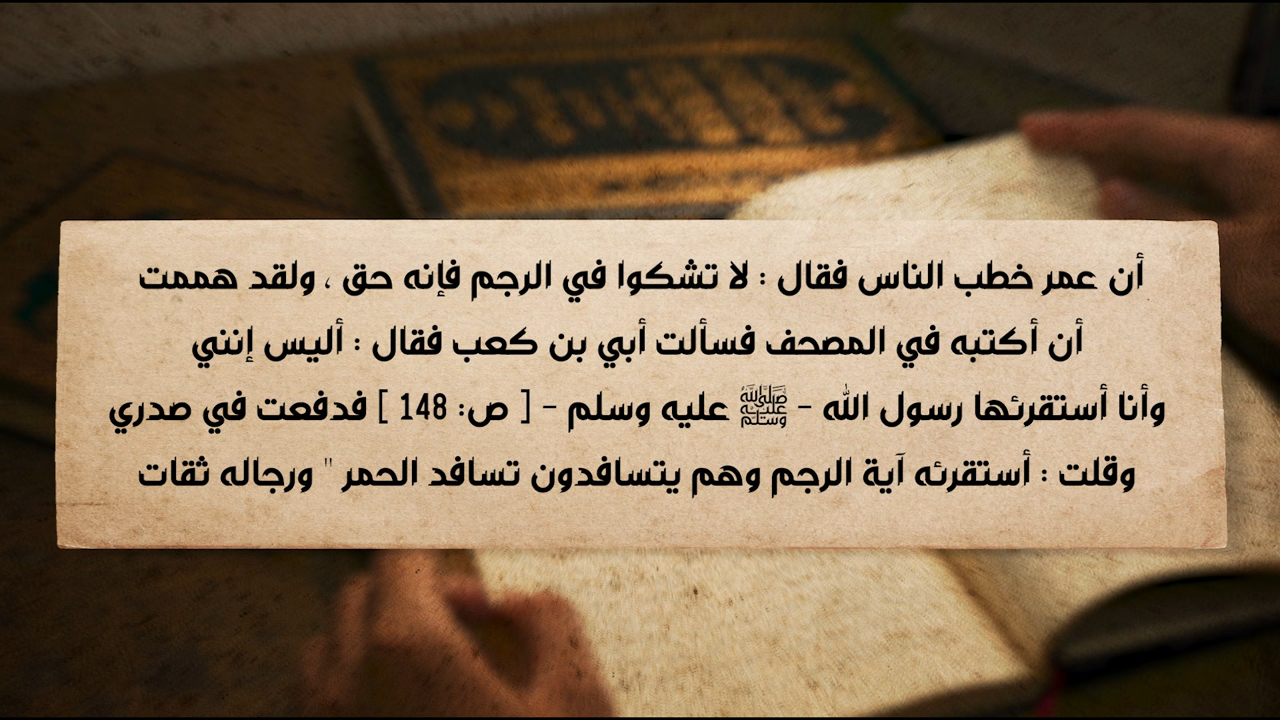 أن عمر خطب الناس فقال : لا تشكوا في الرجم فإنه حق ، ولقد هممت
أن أكتبه في المصحف فسألت أبي بن كعب فقال : أليس إنني
وأنا أستقرئها رسول الله - ﷺ عليه وسلم - [ ص: 148 ] فدفعت في صدري
وقلت : أستقرئه آية الرجم وهم يتسافدون تسافد الحمر " ورجاله ثقات